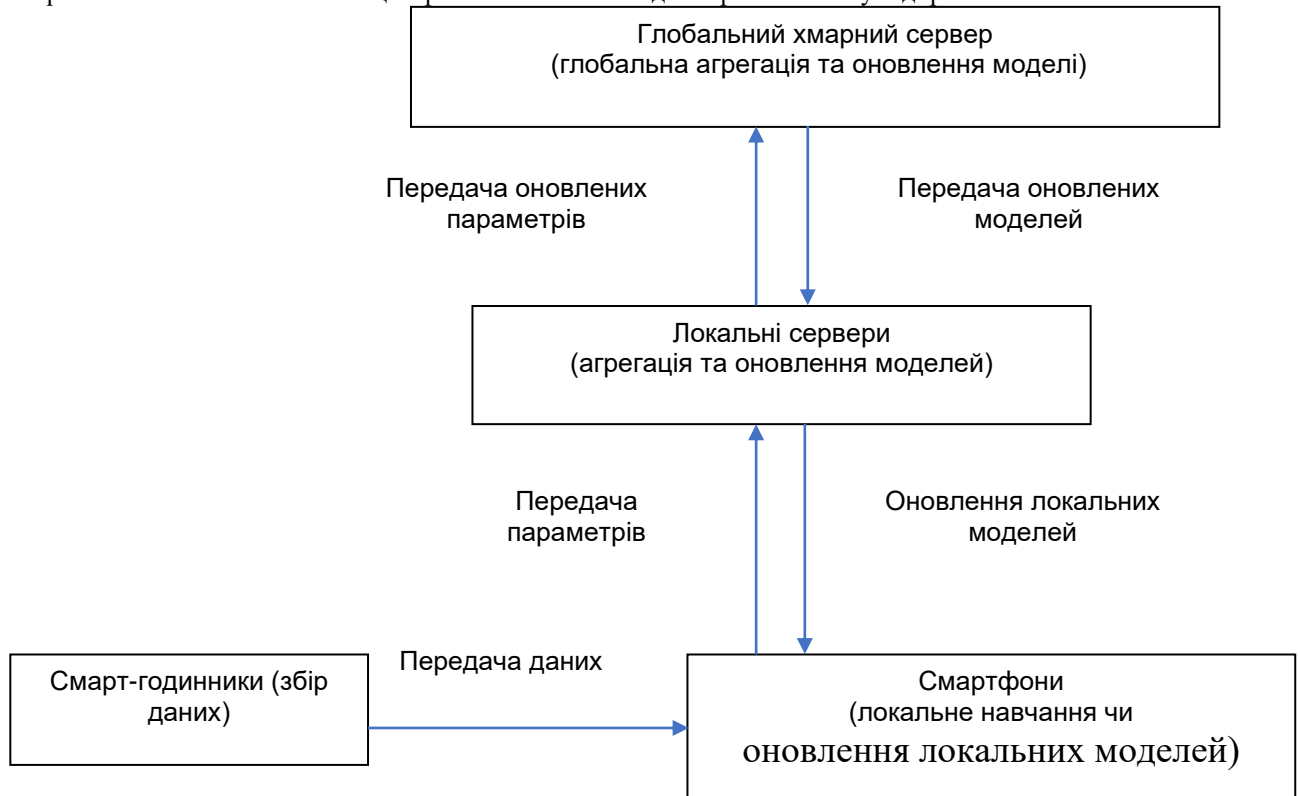 Глобальний хмарний сервер
(глобальна агрегація та оновлення моделі)
Передача оновлених
параметрів
Передача оновлених
моделей
Локальні сервери
(агрегація та оновлення моделей)
Передача
параметрів
Оновлення локальних
моделей
Смарт-годинники (збір
даних)
Передача даних
Смартфони
(локальне навчання чи
оновлення локальних моделей)